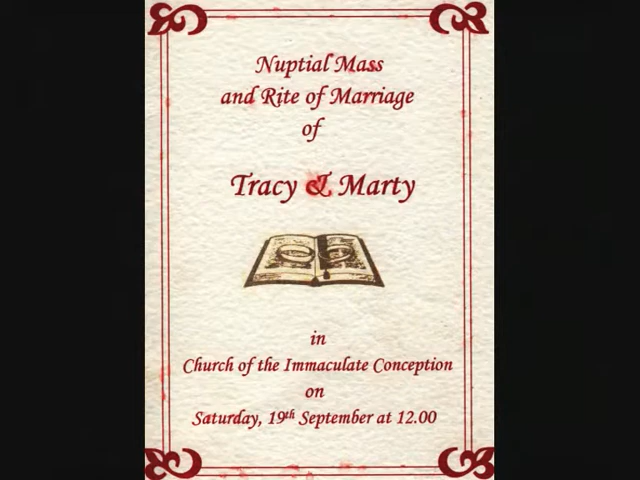 Nuptial Mass
and Rite of Marriage
of
Tracy & Marty
in
Church of the Immaculate Conception
on
Saturday, 19th September at 12.00